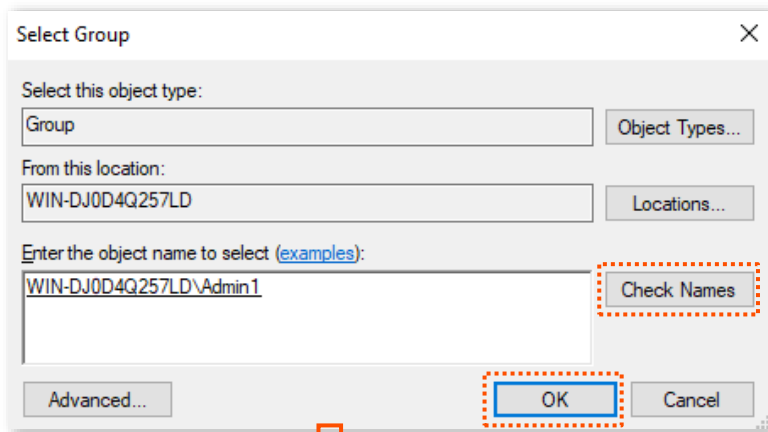 Select Group
Select this object type:
Group
Object Types...
From this location:
WIN-DJ0D4Q257LD
Locations...
Enter the object name to select (examples):
WIN-DJ0D4Q257LD\Admin1
Check Names
Advanced...
OK
Cancel